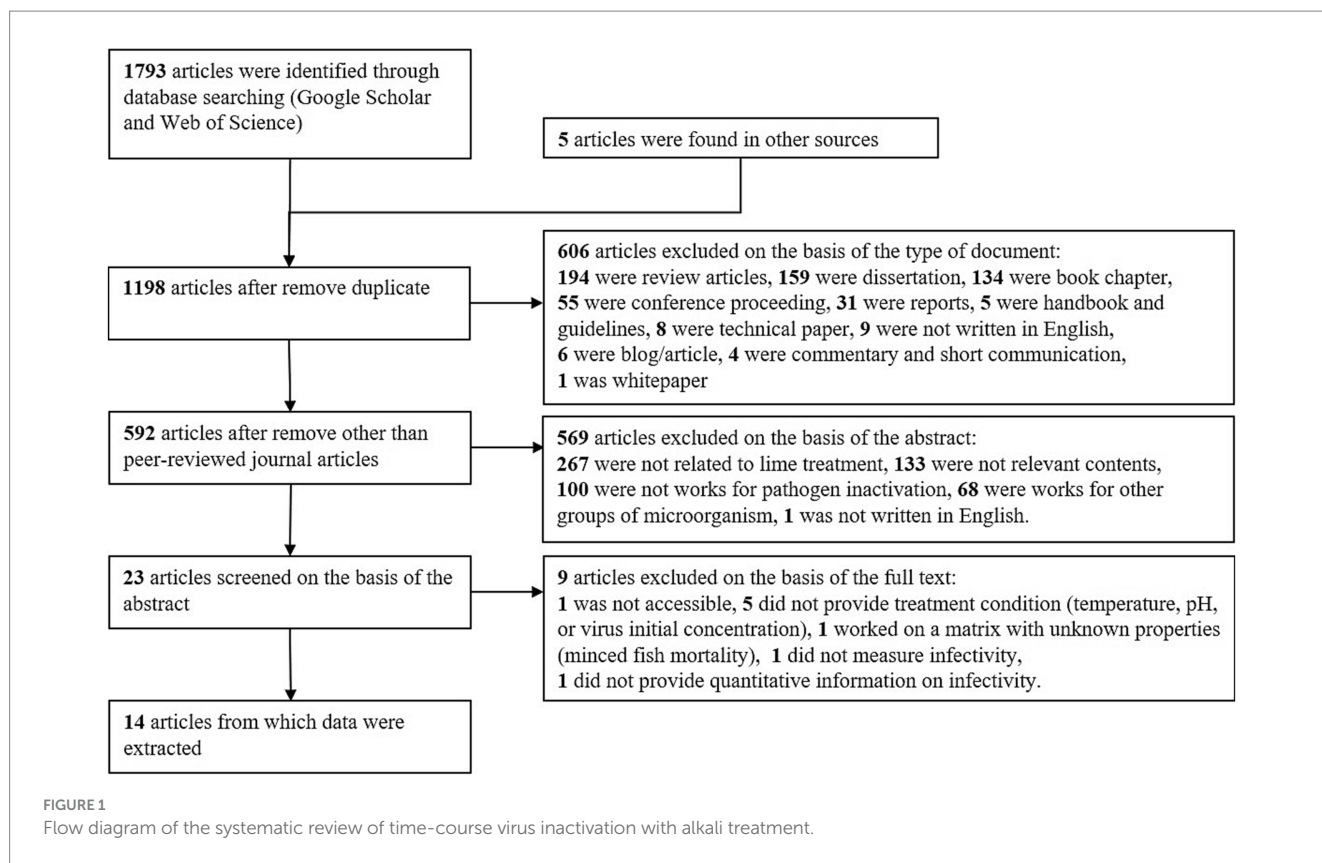 1793 articles were identified through
database searching (Google Scholar
and Web of Science)
5 articles were found in other sources
1198 articles after remove duplicate
606 articles excluded on the basis of the type of document:
194 were review articles, 159 were dissertation, 134 were book chapter,
55 were conference proceeding, 31 were reports, 5 were handbook and
guidelines, 8 were technical paper, 9 were not written in English,
6 were blog/article, 4 were commentary and short communication,
1 was whitepaper
592 articles after remove other than
peer-reviewed journal articles
569 articles excluded on the basis of the abstract:
267 were not related to lime treatment, 133 were not relevant contents,
100 were not works for pathogen inactivation, 68 were works for other
groups of microorganism, 1 was not written in English.
23 articles screened on the basis of the
abstract
9 articles excluded on the basis of the full text:
1 was not accessible, 5 did not provide treatment condition (temperature, pH,
or virus initial concentration), 1 worked on a matrix with unknown properties
(minced fish mortality), 1 did not measure infectivity,
1 did not provide quantitative information on infectivity.
14 articles from which data were
extracted
FIGURE 1
Flow diagram of the systematic review of time-course virus inactivation with alkali treatment.